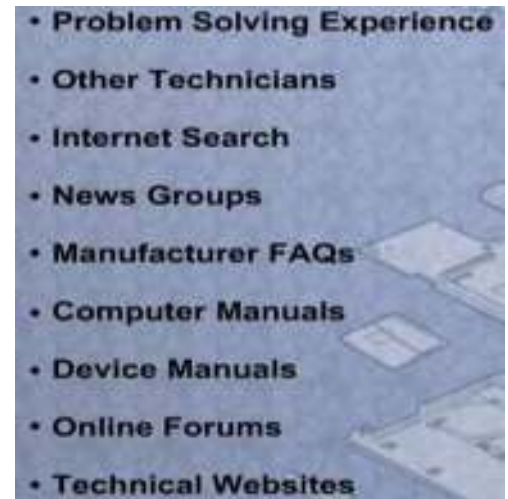 • Problem Solving Experience
• Other Technicians
• Internet Search
• News Groups
• Manufacturer FAQs
• Computer Manuals
• Device Manuals
• Online Forums
• Technical Websites